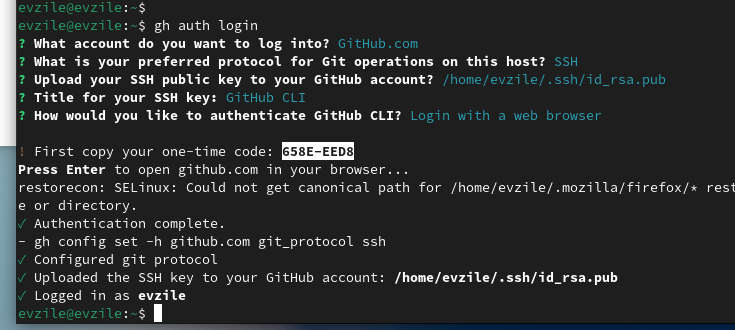 evzile@evzile:~$
evzile@evzile:~$ gh auth login
? What account do you want to log into? GitHub.com
? What is your preferred protocol for Git operations on this host? SSH
? Upload your SSH public key to your GitHub account? /home/evzile/.ssh/id_rsa.pub
? Title for your SSH key: GitHub CLI
? How would you like to authenticate GitHub CLI? Login with a web browser
! First copy your one-time code: 658E-EED8
Press Enter to open github.com in your browser...
restorecon: SELinux: Could not get canonical path for /home/evzile/.mozilla/firefox/* rest
e or directory.
✓ Authentication complete.
- gh config set -h github.com git_protocol ssh
✓ Configured git protocol
✓ Uploaded the SSH key to your GitHub account: /home/evzile/.ssh/id_rsa.pub
✓ Logged in as evzile
evzile@evzile:~$